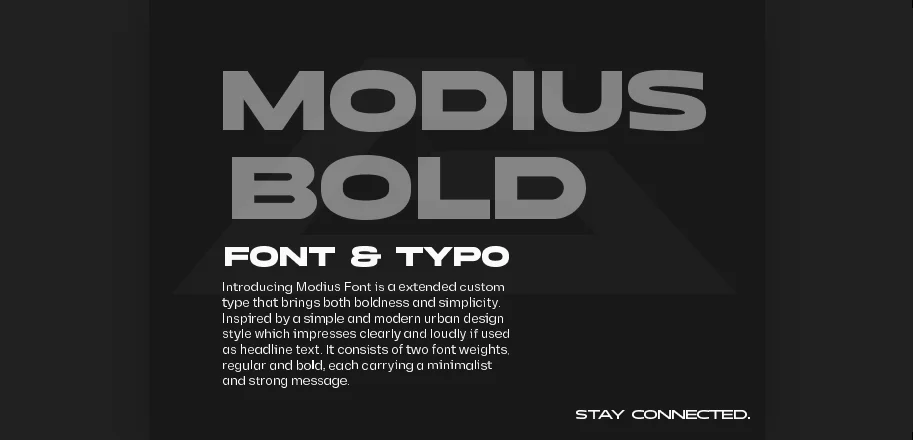 MODIUS
BOLD
FONT & TYPO
Introducing Modius Font is a extended custom
type that brings both boldness and simplicity.
Inspired by a simple and modern urban design
style which impresses clearly and loudly if used
as headline text. It consists of two font weights,
regular and bold, each carrying a minimalist
and strong message.
STAY CONNECTED.